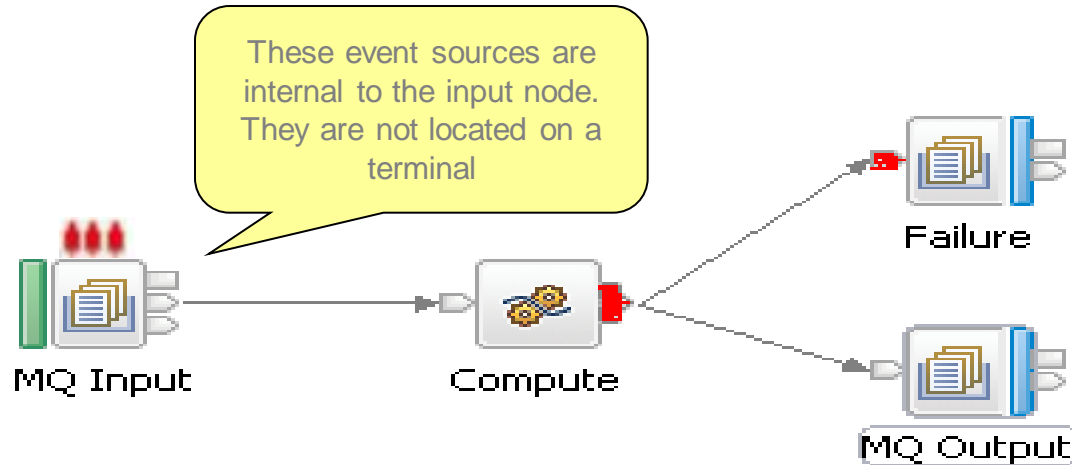 These event sources are
internal to the input node.
They are not located on a
terminal
Failure
MQ Input
Compute
MQ Output